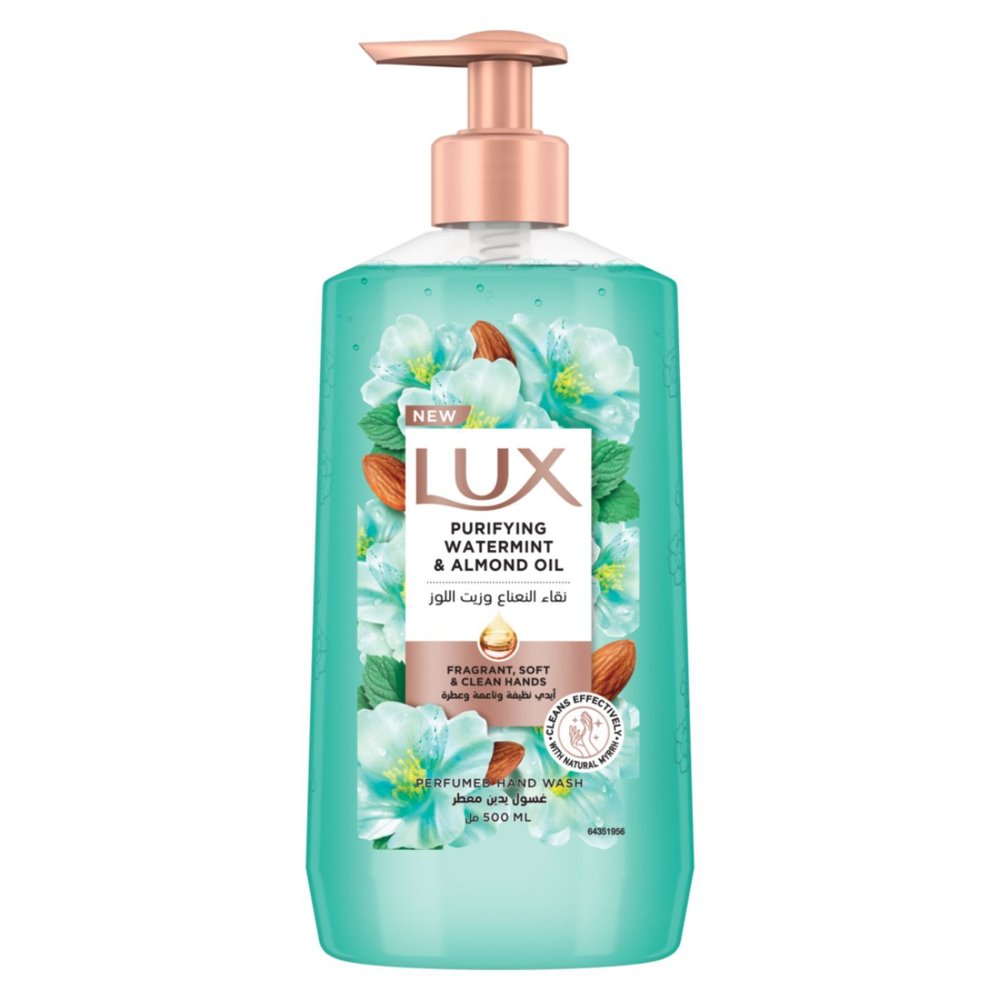 NEW
LUX
PURIFYING
WATERMINT
& ALMOND OIL
نقاء النعناع وزيت اللوز
FRAGRANT, SOFT
& CLEAN HANDS
أيدي نظيفة وناعمة وعطرة
• CLEANS EFFECTIVELY •
WITH NATURAL MYRRH
PERFUMED HAND WASH
غسول يدين معطر
500 ML مل
64351956